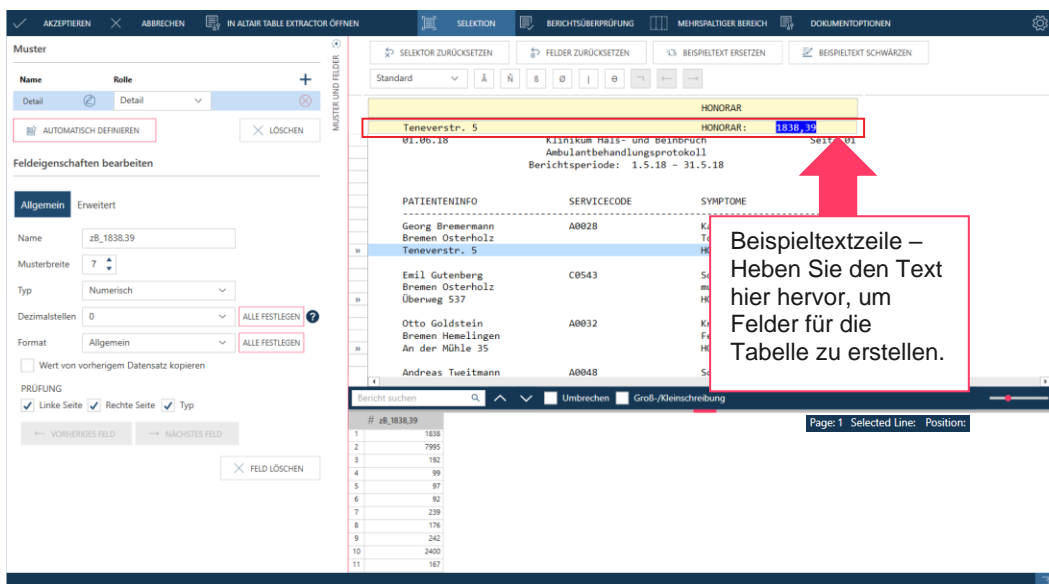 AKZEPTIEREN ABBRECHEN IN ALTAIR TABLE EXTRACTOR ÖFFNEN SELEKTION BERICHTSÜBERPRÜFUNG MEHRSPALTIGER BEREICH DOKUMENTOPTIONEN
Muster
Name Rolle
Detail Detail
AUTOMATISCH DEFINIEREN LÖSCHEN
Feldeigenschaften bearbeiten
Allgemein Erweitert
Name zB_1838,39
Musterbreite 7
Typ Numerisch
Dezimalstellen 0 ALLE FESTLEGEN ?
Format Allgemein ALLE FESTLEGEN
Wert von vorherigem Datensatz kopieren
PRÜFUNG
Linke Seite Rechte Seite Typ
← VORHERIGES FELD → NÄCHSTES FELD
FELD LÖSCHEN
MUSTER UND FELDER
SELEKTOR ZURÜCKSETZEN FELDER ZURÜCKSETZEN BEISPIELTEXT ERSETZEN BEISPIELTEXT SCHWÄRZEN
Standard Ä Ñ ß Ø | ɵ ¬ ← →
HONORAR
Teneverstr. 5 HONORAR: 1838,39
01.06.18 Klinikum Hals- und Beinbruch Seite 01
Ambulantbehandlungsprotokoll
Berichtsperiode: 1.5.18 – 31.5.18
PATIENTENINFO SERVICECODE SYMPTOME
Georg Bremermann A0028
Bremen Osterholz
» Teneverstr. 5
Emil Gutenberg C0543
Bremen Osterholz
» Überweg 537
Otto Goldstein A0032
Bremen Hemelingen
» An der Mühle 35
Andreas Tweitmann A0048
Beispieltextzeile –
Heben Sie den Text
hier hervor, um
Felder für die
Tabelle zu erstellen.
Bericht suchen Umbrechen Groß-/Kleinschreibung
Page: 1 Selected Line: Position:
# zB_1838,39
1 1838
2 7995
3 192
4 99
5 97
6 92
7 239
8 176
9 242
10 2400
11 167